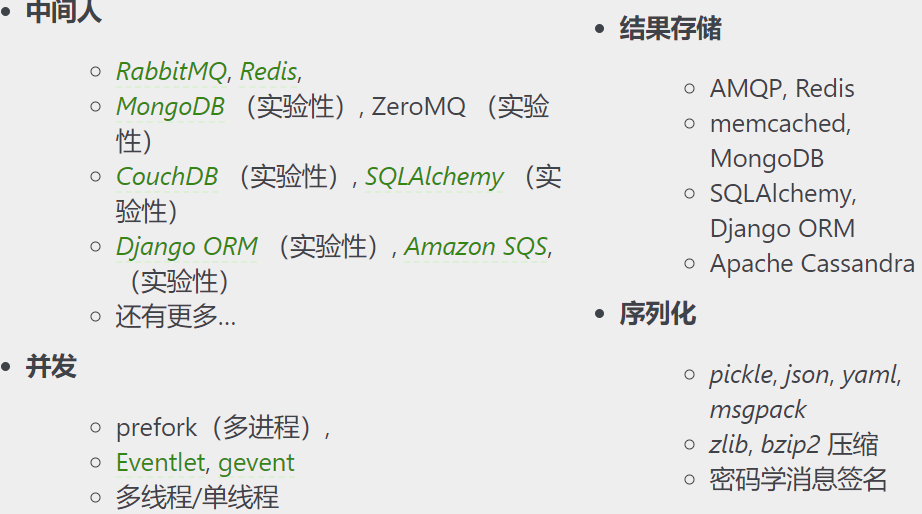 中间人
RabbitMQ, Redis,
MongoDB （实验性）, ZeroMQ （实验
性）
CouchDB （实验性）, SQLAlchemy （实
验性）
Django ORM （实验性）, Amazon SQS,
（实验性）
还有更多…
并发
prefork（多进程）,
Eventlet, gevent
多线程/单线程
结果存储
AMQP, Redis
memcached,
MongoDB
SQLAlchemy,
Django ORM
Apache Cassandra
序列化
pickle, json, yaml,
msgpack
zlib, bzip2 压缩
密码学消息签名